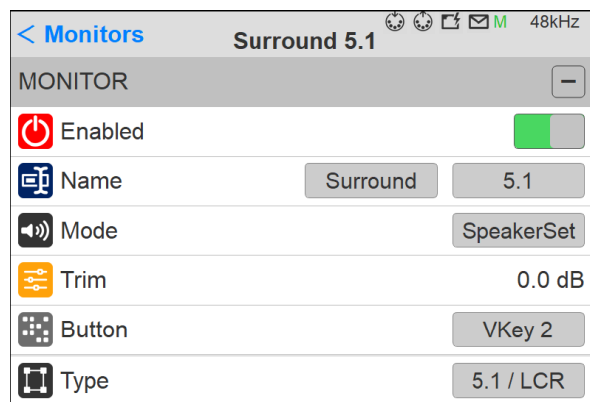 < Monitors Surround 5.1 M 48kHz
MONITOR
Enabled
Name Surround 5.1
Mode SpeakerSet
Trim 0.0 dB
Button VKey 2
Type 5.1 / LCR